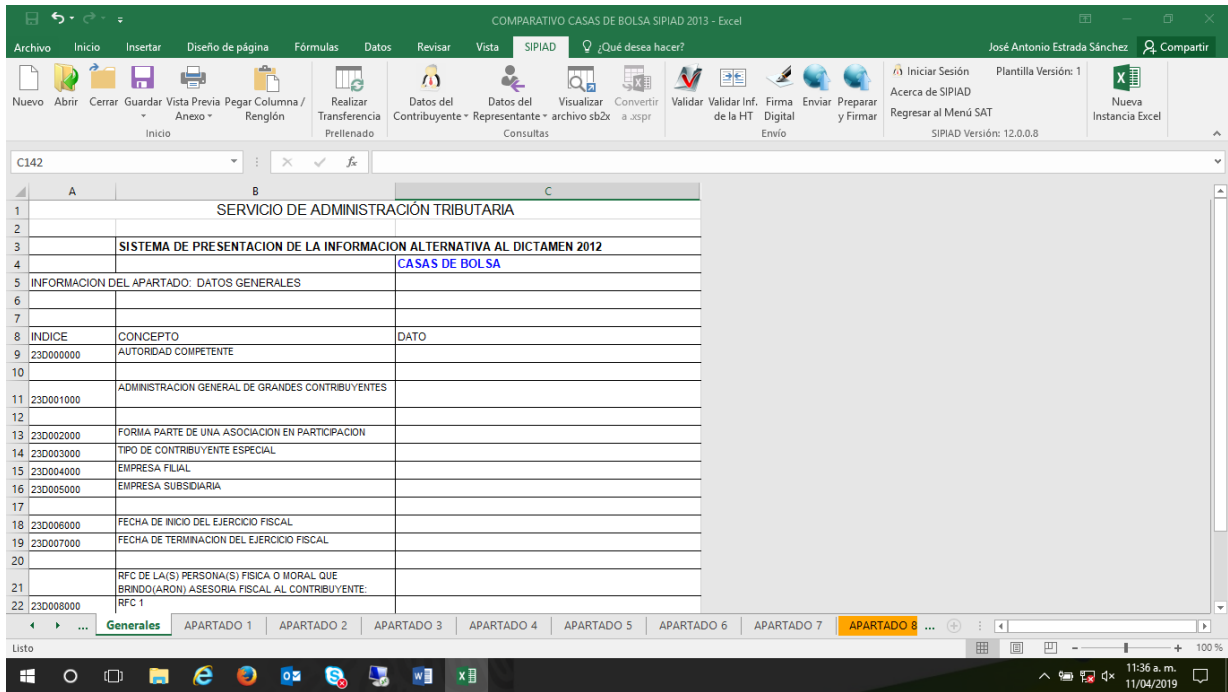 COMPARATIVO CASAS DE BOLSA SIPIAD 2013 - Excel
Archivo Inicio Insertar Diseño de página Fórmulas Datos Revisar Vista SIPIAD ¿Qué desea hacer? José Antonio Estrada Sánchez Compartir
Nuevo Abrir Cerrar Guardar Vista Previa Anexo Pegar Columna / Renglón Realizar Transferencia Datos del Contribuyente Datos del Representante Visualizar archivo sb2x Convertir a .xspr Validar Validar Inf. de la HT Firma Digital Enviar Preparar y Firmar
Iniciar Sesión Plantilla Versión: 1
Acerca de SIPIAD
Regresar al Menú SAT
Nueva Instancia Excel
Inicio Prellenado Consultas Envío SIPIAD Versión: 12.0.0.8
C142 fx
A B C
1 SERVICIO DE ADMINISTRACIÓN TRIBUTARIA
2
3 SISTEMA DE PRESENTACION DE LA INFORMACION ALTERNATIVA AL DICTAMEN 2012
4 CASAS DE BOLSA
5 INFORMACION DEL APARTADO: DATOS GENERALES
6
7
8 INDICE CONCEPTO DATO
9 23D000000 AUTORIDAD COMPETENTE
10
11 23D001000 ADMINISTRACION GENERAL DE GRANDES CONTRIBUYENTES
12
13 23D002000 FORMA PARTE DE UNA ASOCIACION EN PARTICIPACION
14 23D003000 TIPO DE CONTRIBUYENTE ESPECIAL
15 23D004000 EMPRESA FILIAL
16 23D005000 EMPRESA SUBSIDIARIA
17
18 23D006000 FECHA DE INICIO DEL EJERCICIO FISCAL
19 23D007000 FECHA DE TERMINACION DEL EJERCICIO FISCAL
20
21 RFC DE LA(S) PERSONA(S) FISICA O MORAL QUE
BRINDO(ARON) ASESORIA FISCAL AL CONTRIBUYENTE:
22 23D008000 RFC 1
... Generales APARTADO 1 APARTADO 2 APARTADO 3 APARTADO 4 APARTADO 5 APARTADO 6 APARTADO 7 APARTADO 8 ...
Listo 100 %
11:36 a. m.
11/04/2019